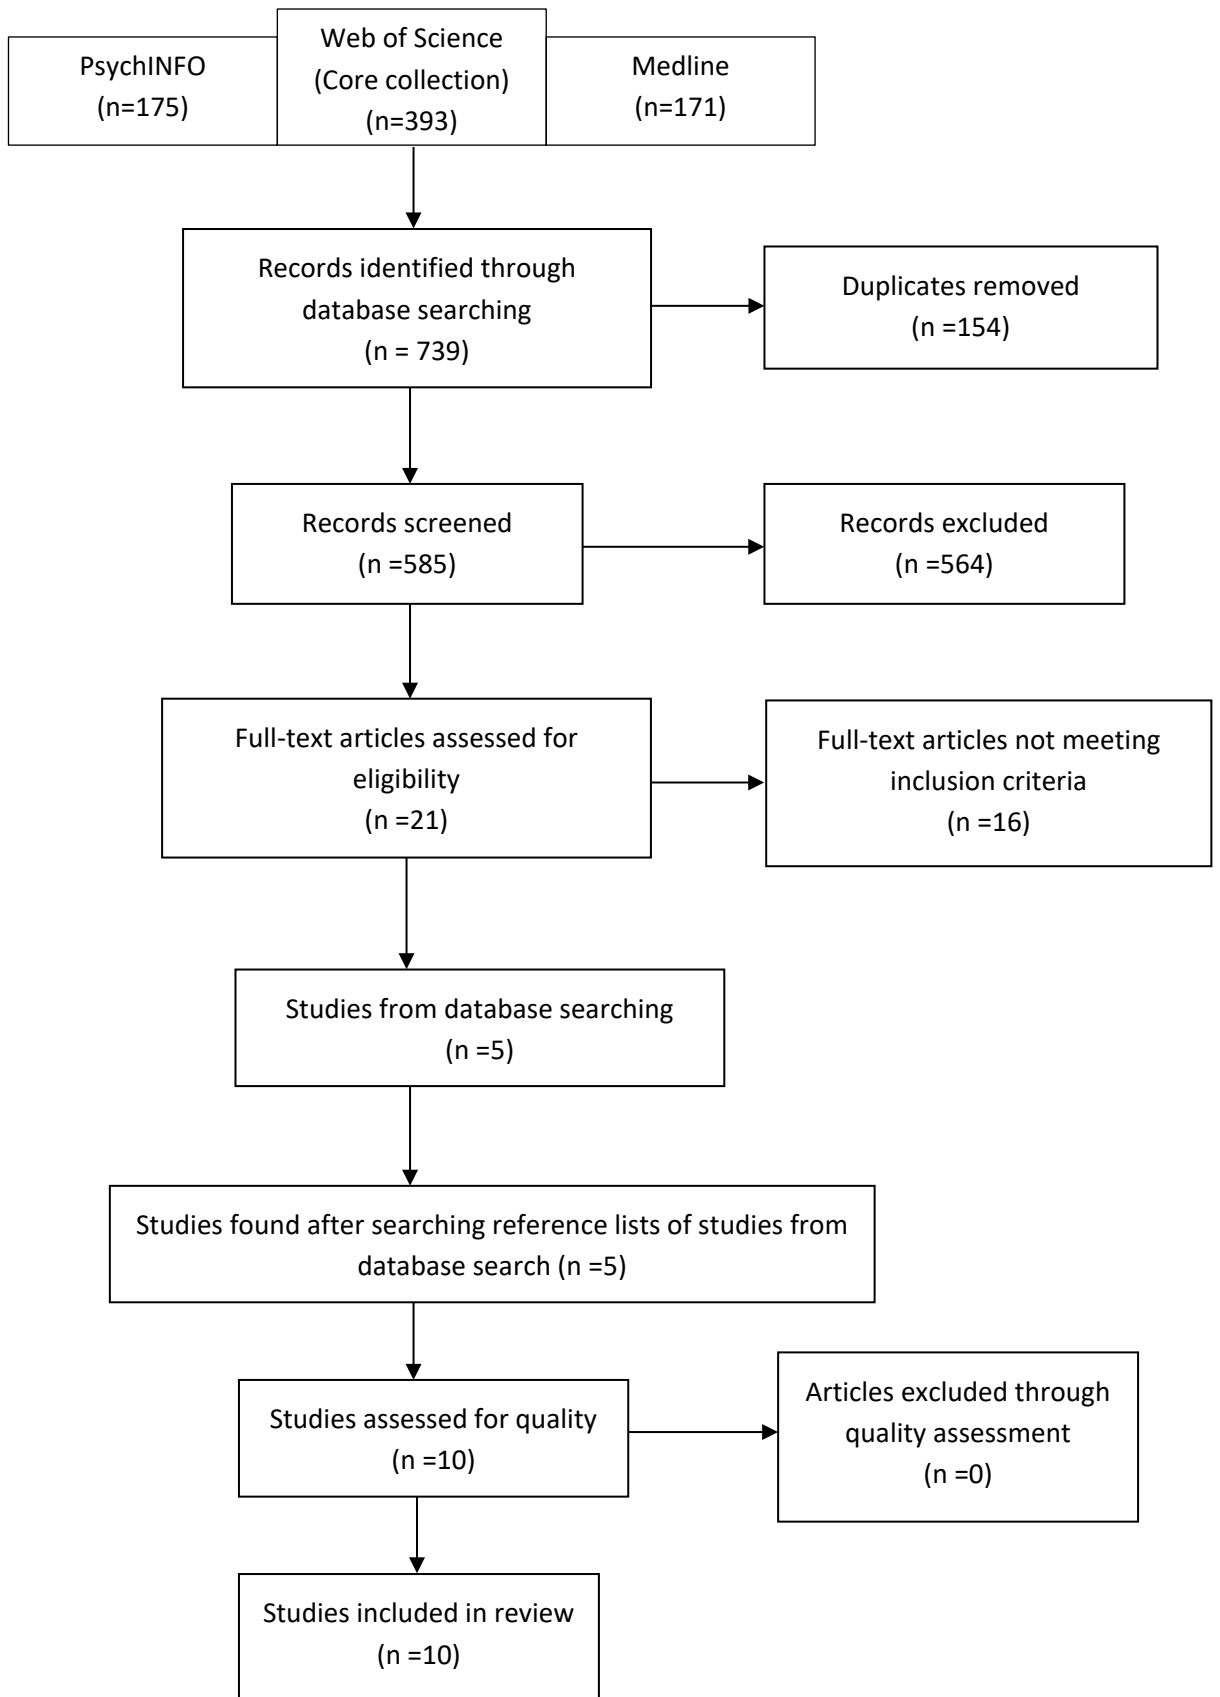 PsychINFO
(n=175)
Web of Science
(Core collection)
(n=393)
Medline
(n=171)
Records identified through
database searching
(n = 739)
Duplicates removed
(n =154)
Records screened
(n =585)
Records excluded
(n =564)
Full-text articles assessed for
eligibility
(n =21)
Full-text articles not meeting
inclusion criteria
(n =16)
Studies from database searching
(n =5)
Studies found after searching reference lists of studies from
database search (n =5)
Studies assessed for quality
(n =10)
Articles excluded through
quality assessment
(n =0)
Studies included in review
(n =10)